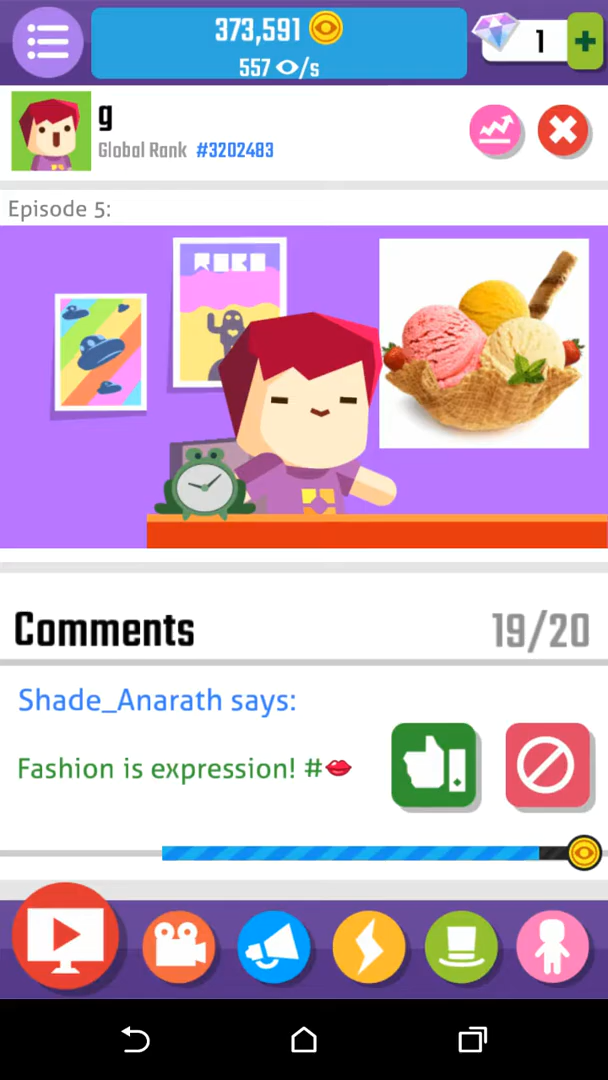 373,591
557 /s
1
g
Global Rank #3202483
Episode 5:
Comments 19/20
Shade_Anarath says:
Fashion is expression! #